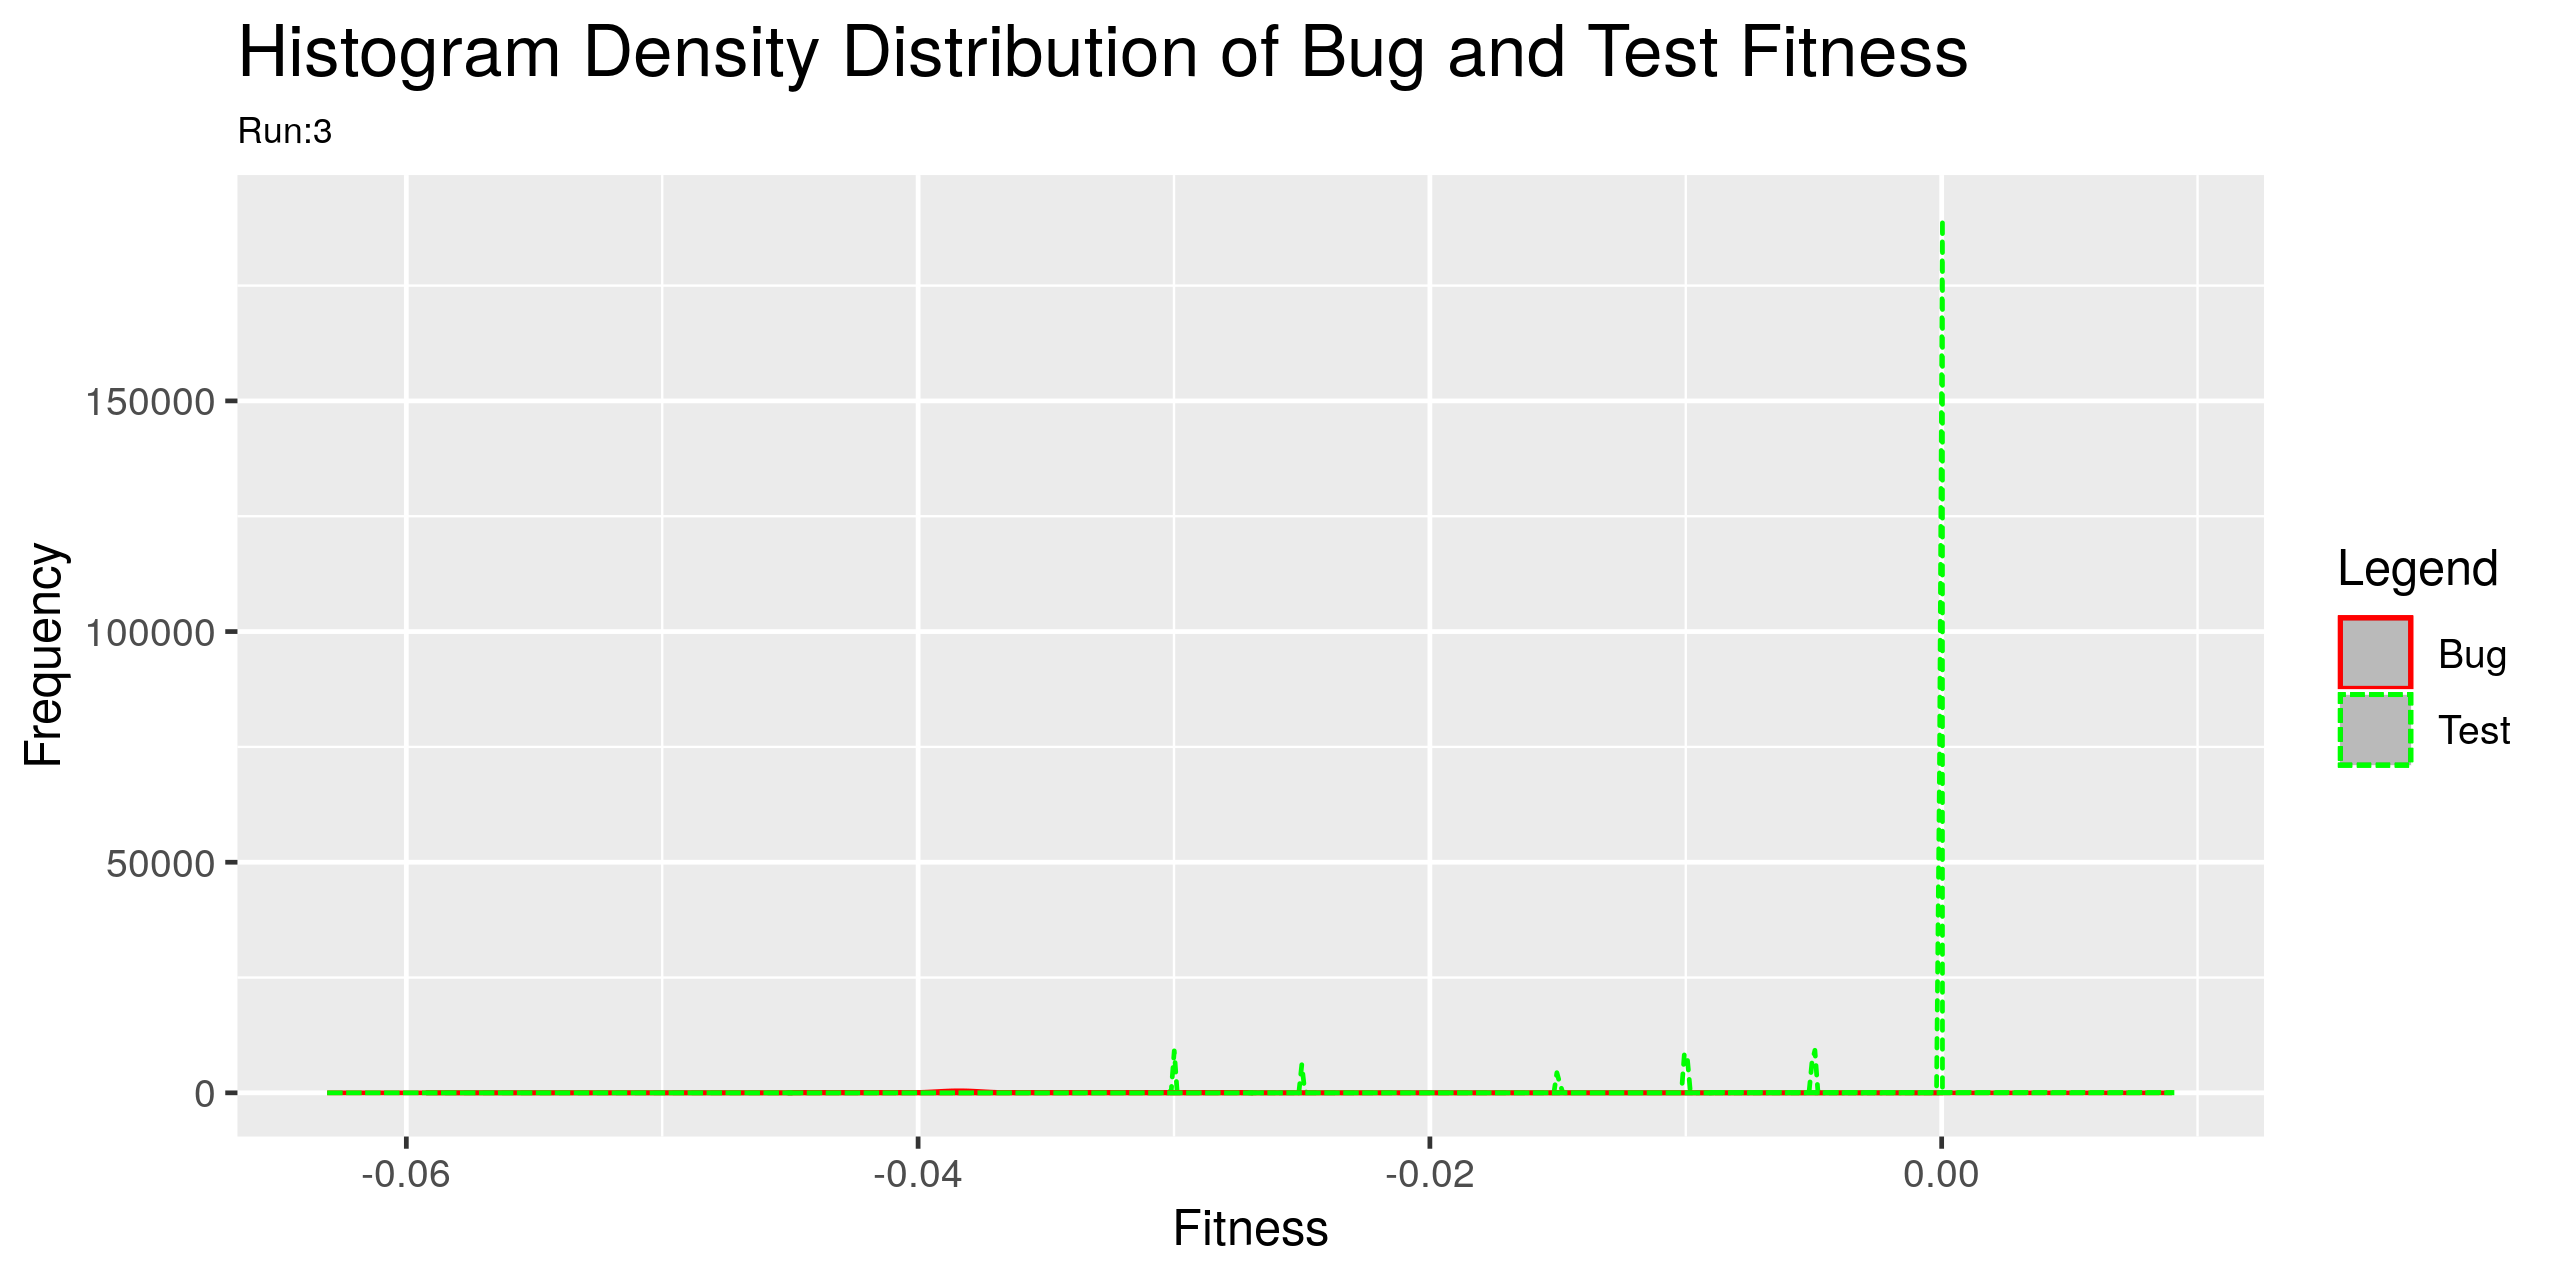 Histogram Density Distribution of Bug and Test Fitness
Run:3
Frequency
150000
100000
50000
0
-0.06
-0.04
-0.02
0.00
Fitness
Legend
Bug
Test